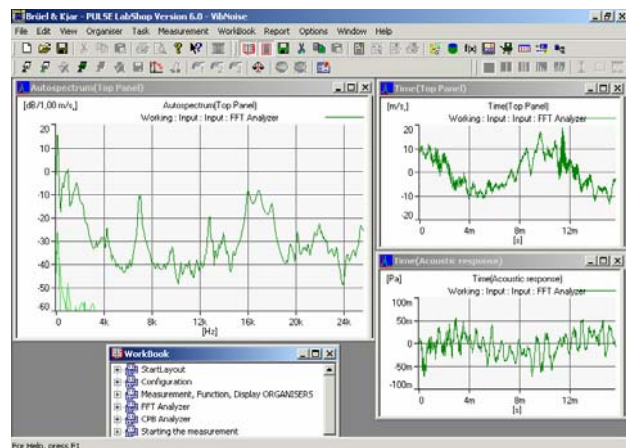 Brüel & Kjær - PULSE LabShop Version 6.0 - VibNoise
File Edit View Organiser Task Measurement WorkBook Report Options Window Help
Autospectrum(Top Panel)
[dB/1,00 m/s,]
Autospectrum(Top Panel)
Working : Input : Input : FFT Analyzer
20
10
0
-10
-20
-30
-40
-50
-60
0 4k 8k 12k 16k 20k 24k
[Hz]
Time(Top Panel)
[m/s,]
Time(Top Panel)
Working : Input : Input : FFT Analyzer
20
10
0
-10
-20
0 4m 8m 12m
[s]
Time(Acoustic response)
[Pa]
Time(Acoustic response)
Working : Input : Input : FFT Analyzer
100m
50m
0
-50m
-100m
0 4m 8m 12m
[s]
WorkBook
StartLayout
Configuration
Measurement, Function, Display ORGANISERS
FFT Analyzer
CPB Analyzer
Starting the measurement
For Help, press F1